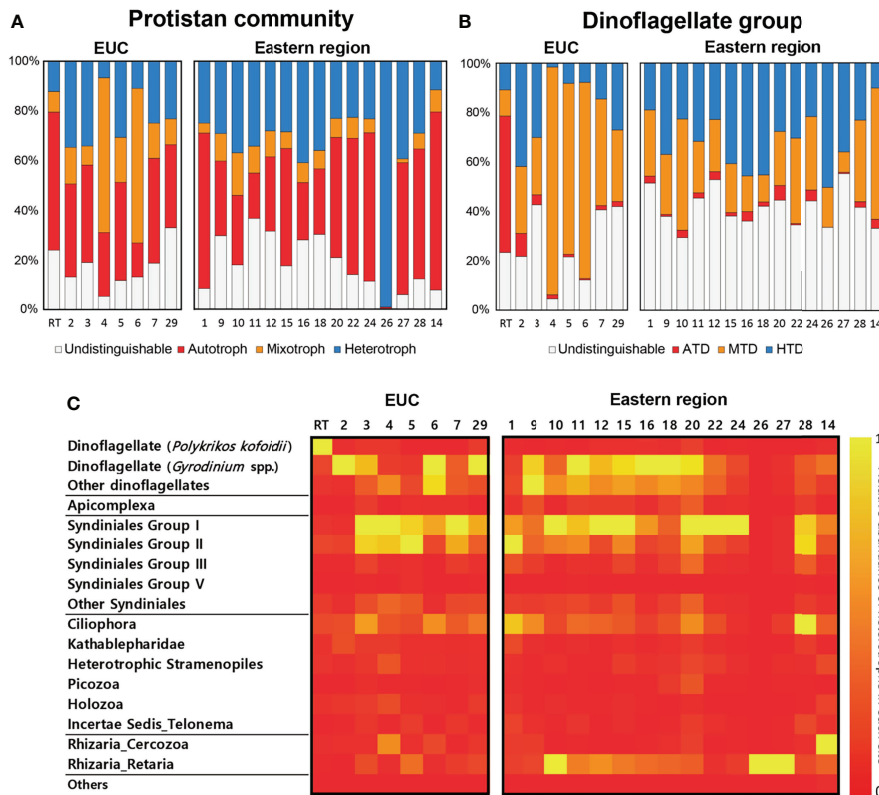 A
Protistan community
EUC
Eastern region
100%
80%
60%
40%
20%
0%
RT 2 3 4 5 6 7 29
1 9 10 11 12 15 16 18 20 22 24 26 27 28 14
Undistinguishable Autotroph Mixotroph Heterotroph
B
Dinoflagellate group
EUC
Eastern region
100%
80%
60%
40%
20%
0%
RT 2 3 4 5 6 7 29
1 9 10 11 12 15 16 18 20 22 24 26 27 28 14
Undistinguishable ATD MTD HTD
C
EUC
Eastern region
RT 2 3 4 5 6 7 29
1 9 10 11 12 15 16 18 20 22 24 26 27 28 14
Dinoflagellate (Polykrikos kofoidii)
Dinoflagellate (Gyrodinium spp.)
Other dinoflagellates
Apicomplexa
Syndiniales Group I
Syndiniales Group II
Syndiniales Group III
Syndiniales Group V
Other Syndiniales
Ciliophora
Kathablepharidae
Heterotrophic Stramenopiles
Picozoa
Holozoa
Incertae Sedis_Telonema
Rhizaria_Cercozoa
Rhizaria_Retaria
Others